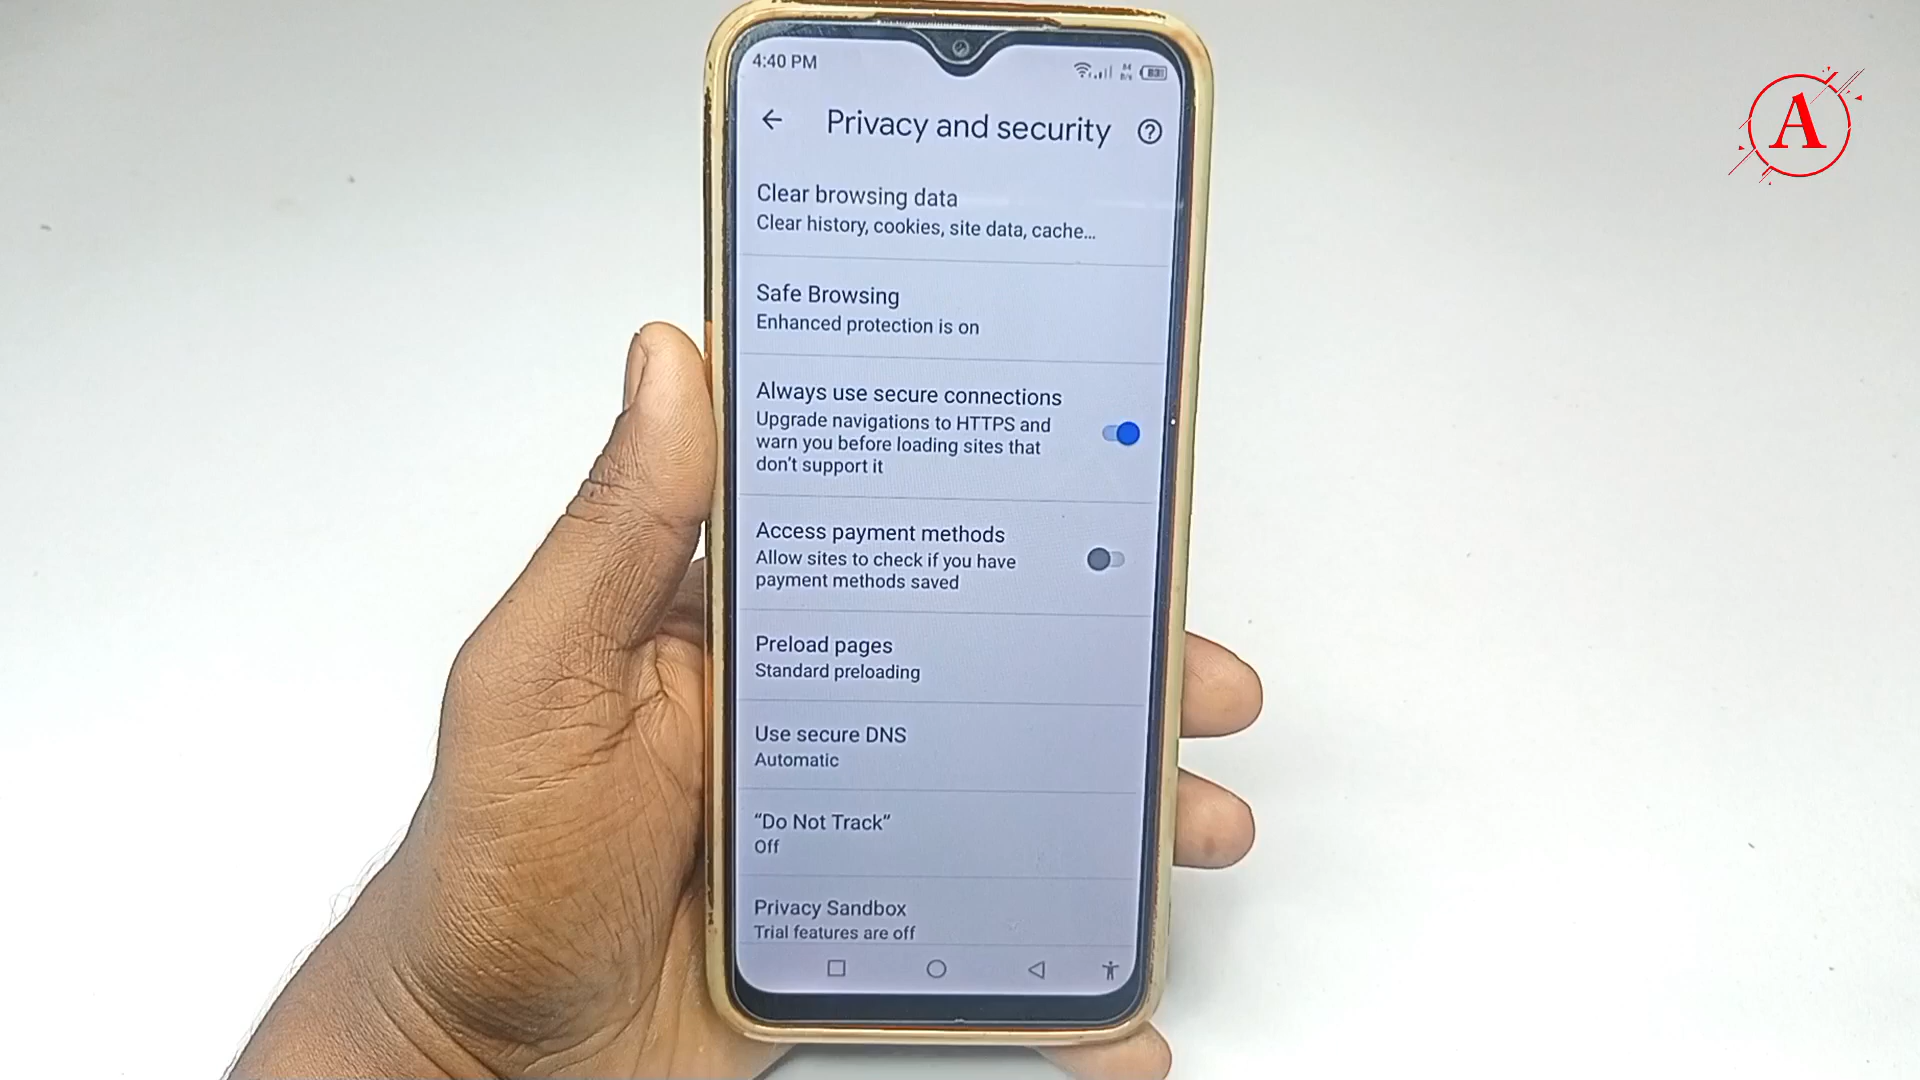 4:40 PM
83
Privacy and security
Clear browsing data
Clear history, cookies, site data, cache…
Safe Browsing
Enhanced protection is on
Always use secure connections
Upgrade navigations to HTTPS and
warn you before loading sites that
don't support it
Access payment methods
Allow sites to check if you have
payment methods saved
Preload pages
Standard preloading
Use secure DNS
Automatic
“Do Not Track”
Off
Privacy Sandbox
Trial features are off
A